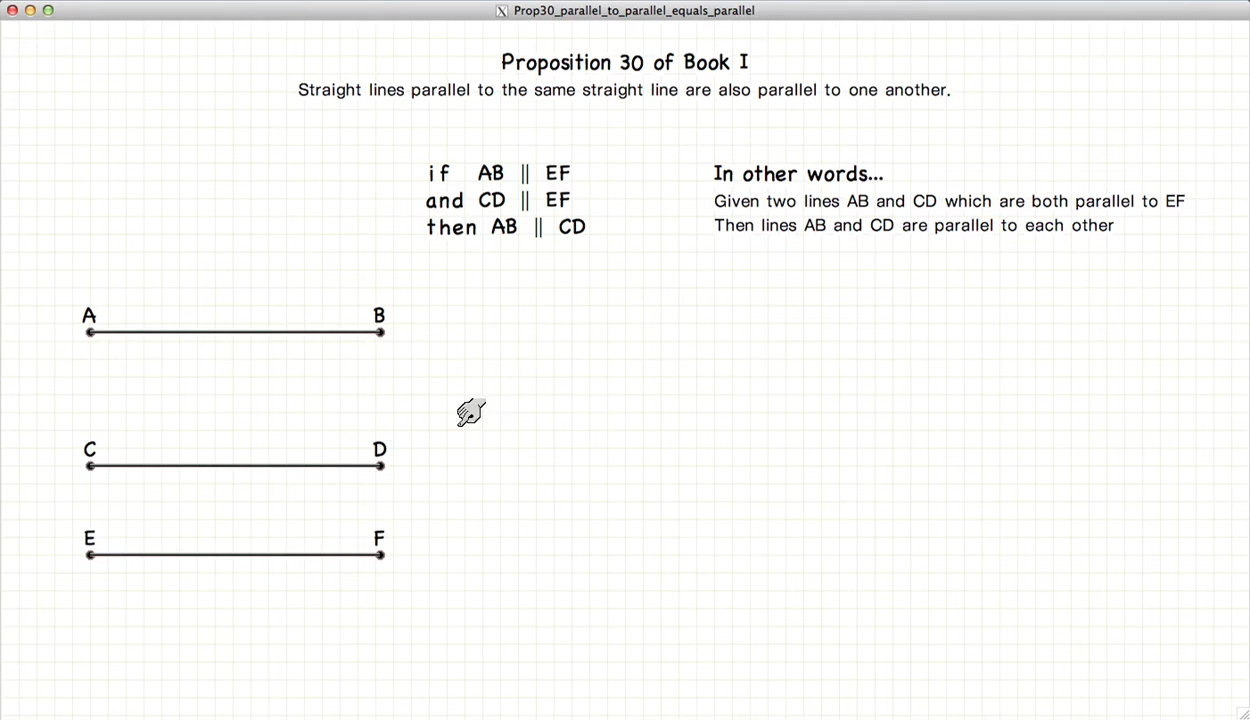 Prop30_parallel_to_parallel_equals_parallel
Proposition 30 of Book I
Straight lines parallel to the same straight line are also parallel to one another.
if AB || EF
and CD || EF
then AB || CD
In other words...
Given two lines AB and CD which are both parallel to EF
Then lines AB and CD are parallel to each other
A B
C D
E F